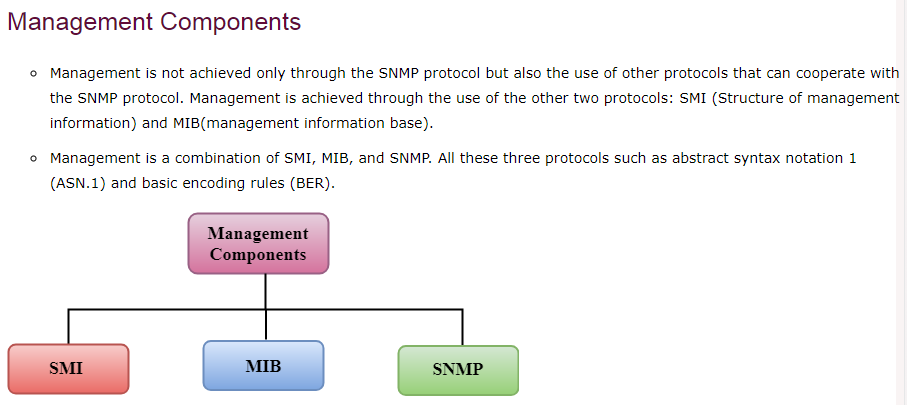 Management Components
Management is not achieved only through the SNMP protocol but also the use of other protocols that can cooperate with
the SNMP protocol. Management is achieved through the use of the other two protocols: SMI (Structure of management
information) and MIB(management information base).
Management is a combination of SMI, MIB, and SNMP. All these three protocols such as abstract syntax notation 1
(ASN.1) and basic encoding rules (BER).
Management
Components
SMI
MIB
SNMP